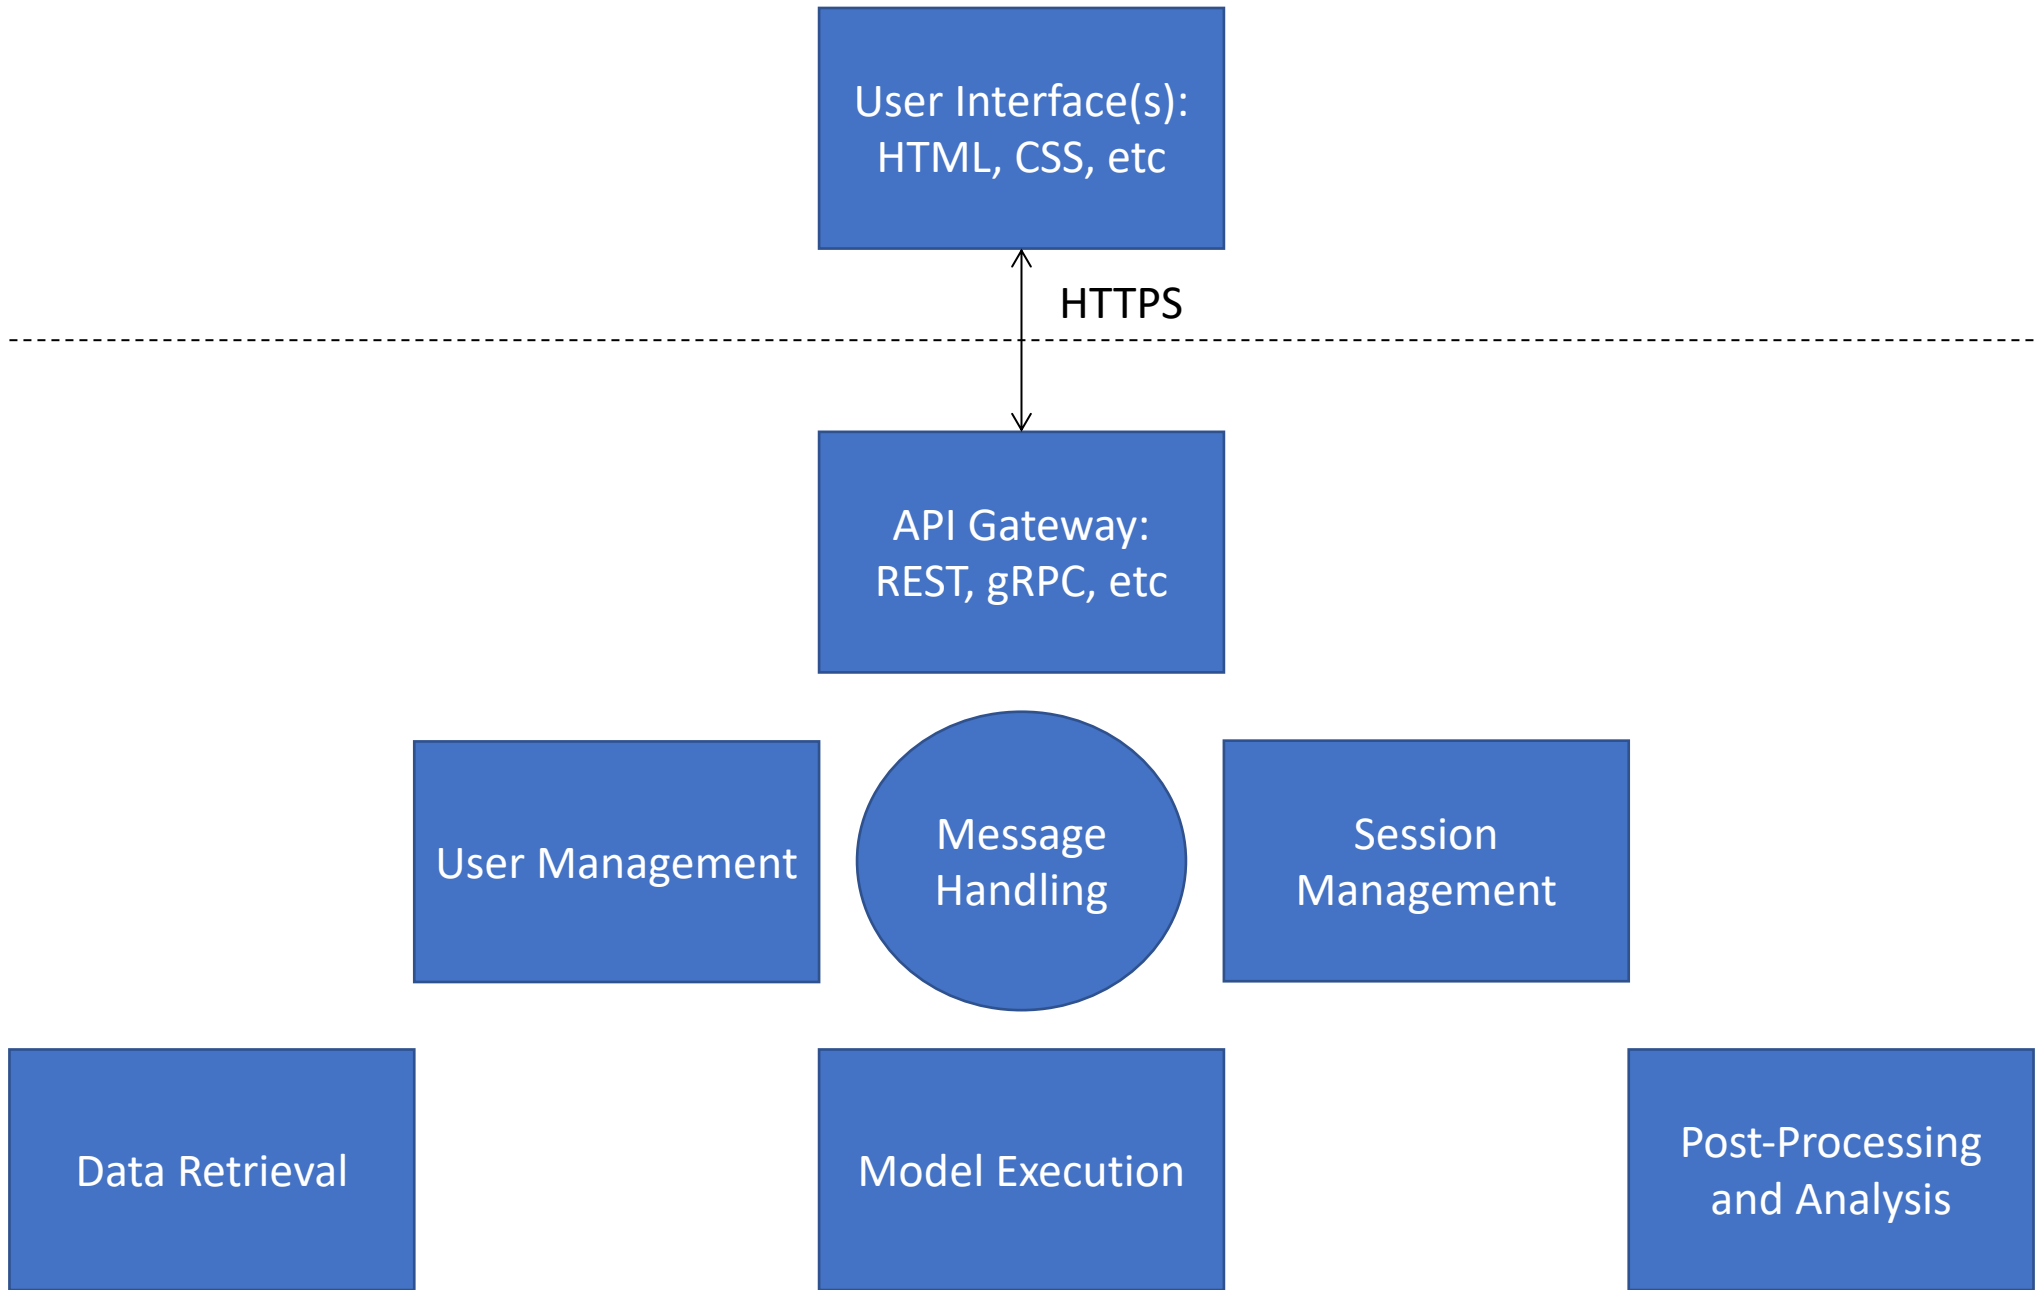 User Interface(s):
HTML, CSS, etc
HTTPS
API Gateway:
REST, gRPC, etc
User Management
Message
Handling
Session
Management
Data Retrieval
Model Execution
Post-Processing
and Analysis